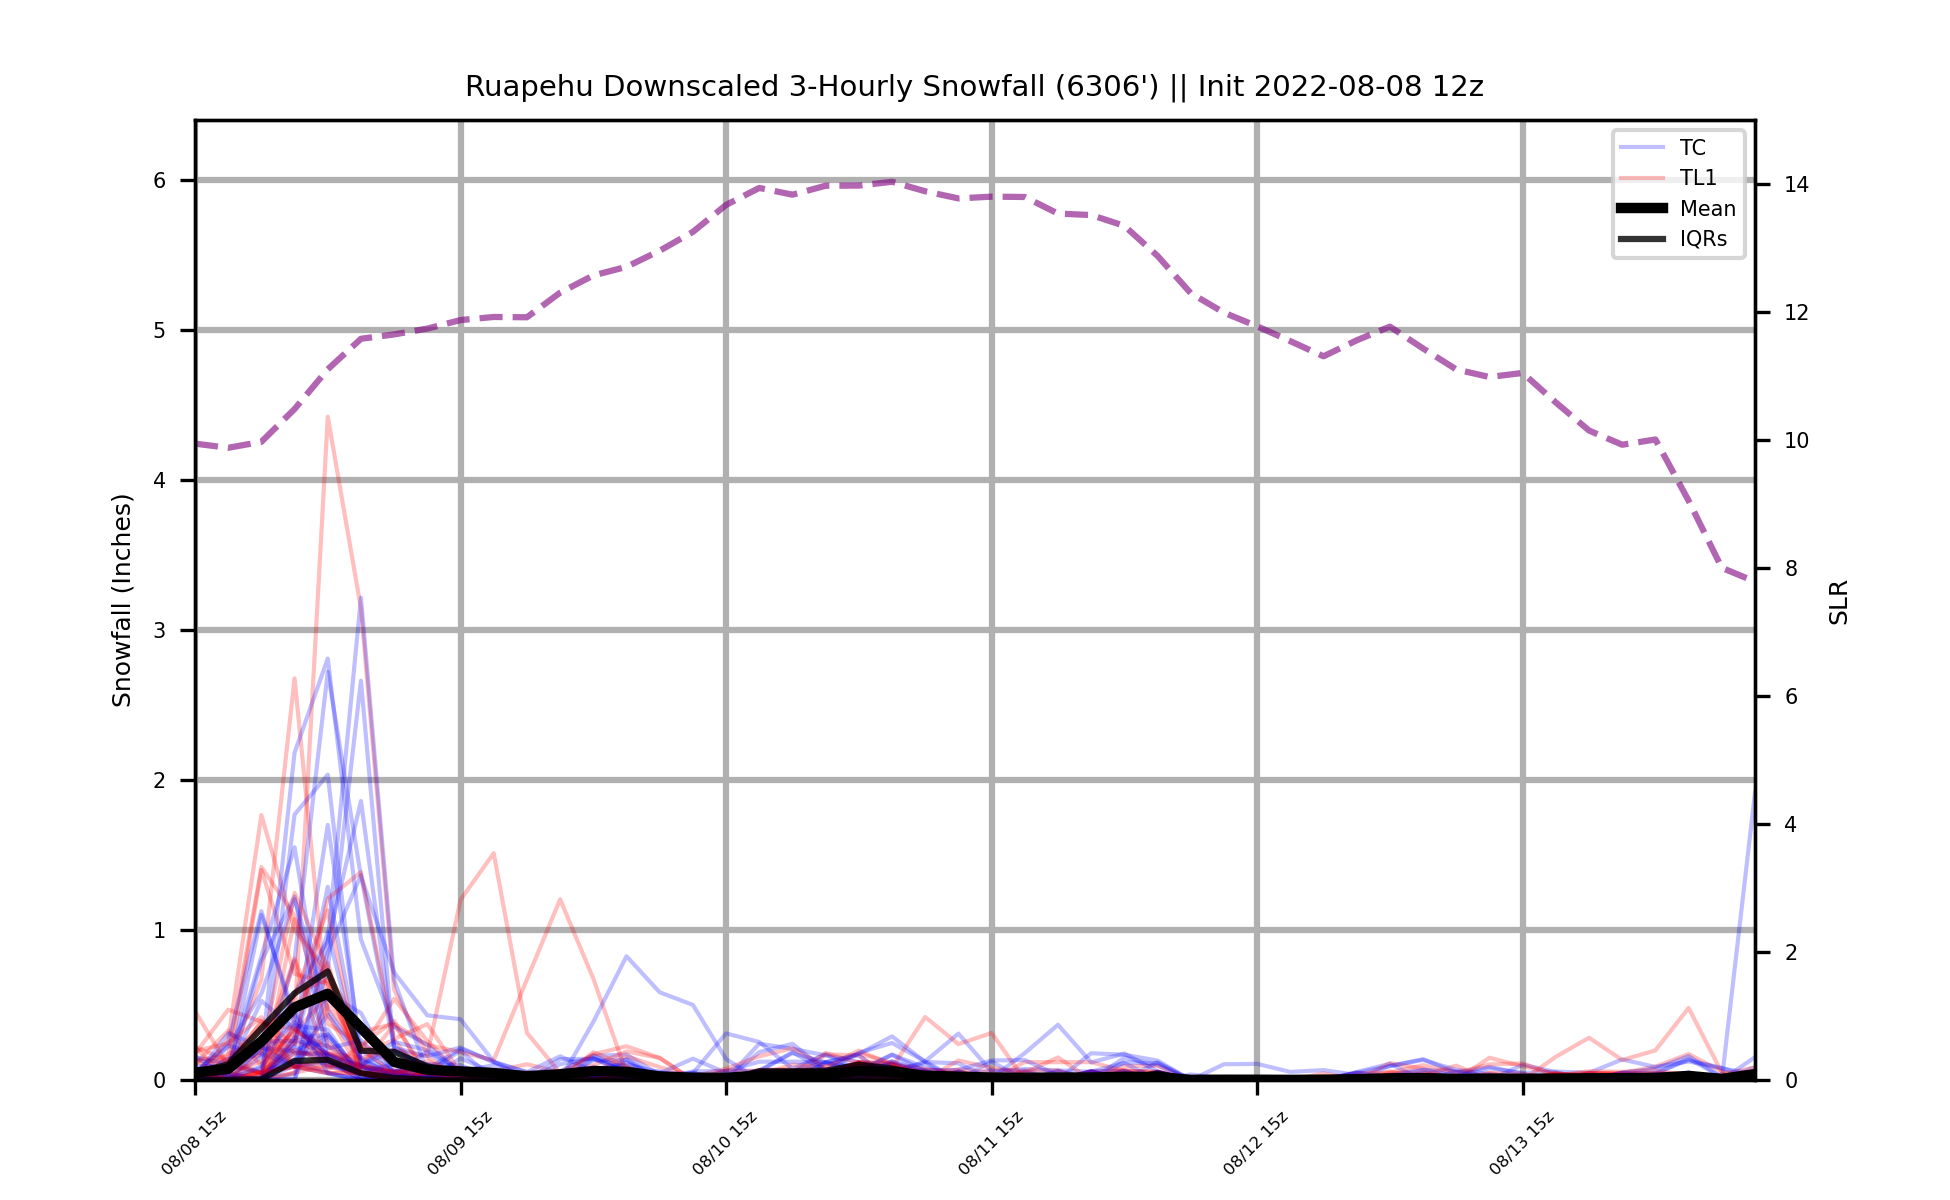 Ruapehu Downscaled 3-Hourly Snowfall (6306') || Init 2022-08-08 12z
TC
TL1
Mean
IQRs
Snowfall (Inches)
6
5
4
3
2
1
0
14
12
10
8
6
4
2
0
SLR
08/08 15z
08/09 15z
08/10 15z
08/11 15z
08/12 15z
08/13 15z